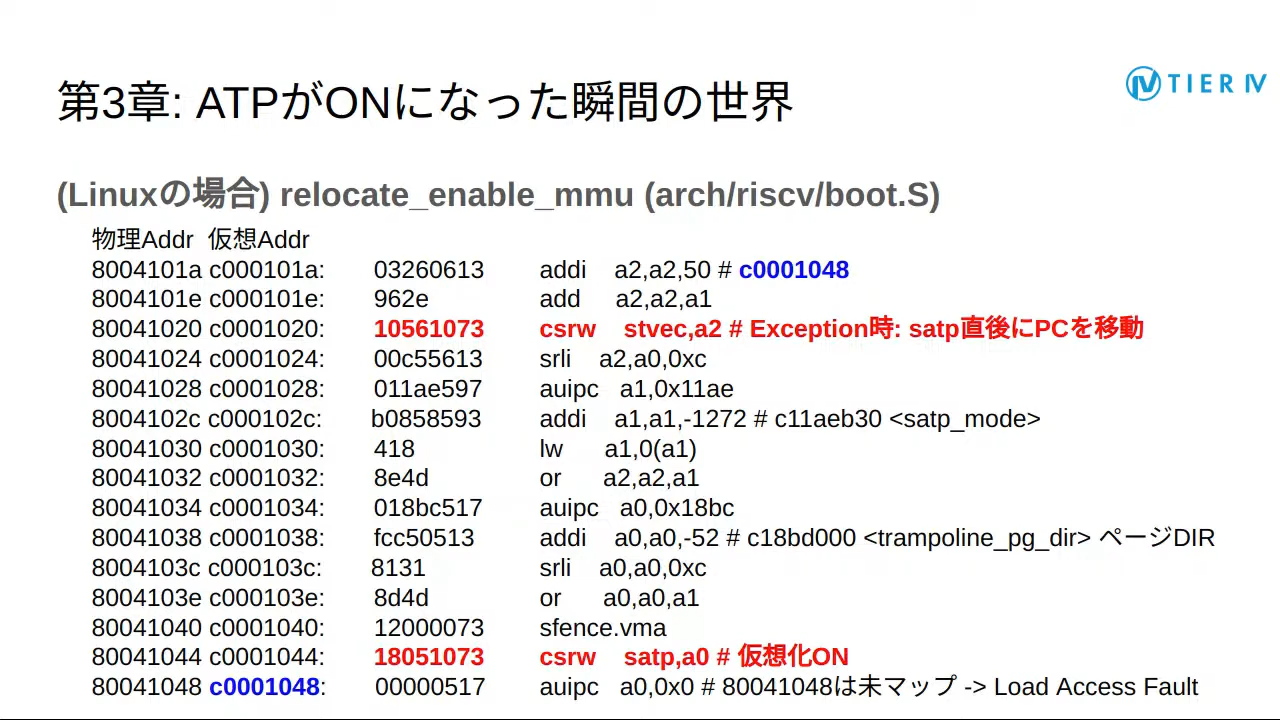 第3章: ATPがONになった瞬間の世界
TIER IV
(Linuxの場合) relocate_enable_mmu (arch/riscv/boot.S)
物理Addr 仮想Addr
8004101a c000101a: 03260613 addi a2,a2,50 # c0001048
8004101e c000101e: 962e add a2,a2,a1
80041020 c0001020: 10561073 csrw stvec,a2 # Exception時: satp直後にPCを移動
80041024 c0001024: 00c55613 srli a2,a0,0xc
80041028 c0001028: 011ae597 auipc a1,0x11ae
8004102c c000102c: b0858593 addi a1,a1,-1272 # c11aeb30 <satp_mode>
80041030 c0001030: 418 lw a1,0(a1)
80041032 c0001032: 8e4d or a2,a2,a1
80041034 c0001034: 018bc517 auipc a0,0x18bc
80041038 c0001038: fcc50513 addi a0,a0,-52 # c18bd000 <trampoline_pg_dir> ページDIR
8004103c c000103c: 8131 srli a0,a0,0xc
8004103e c000103e: 8d4d or a0,a0,a1
80041040 c0001040: 12000073 sfence.vma
80041044 c0001044: 18051073 csrw satp,a0 # 仮想化ON
80041048 c0001048: 00000517 auipc a0,0x0 # 80041048は未マップ -> Load Access Fault